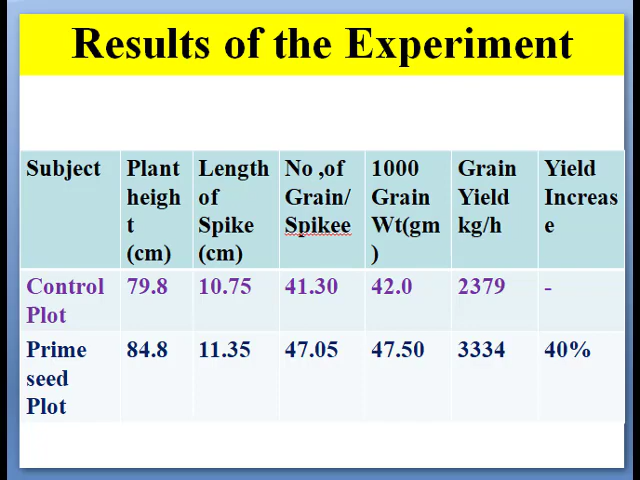 Results of the Experiment
Subject
Plant
heigh
t
(cm)
Length
of
Spike
(cm)
No ,of
Grain/
Spikee
1000
Grain
Wt(gm
)
Grain
Yield
kg/h
Yield
Increas
e
Control
Plot
79.8
10.75
41.30
42.0
2379
-
Prime
seed
Plot
84.8
11.35
47.05
47.50
3334
40%